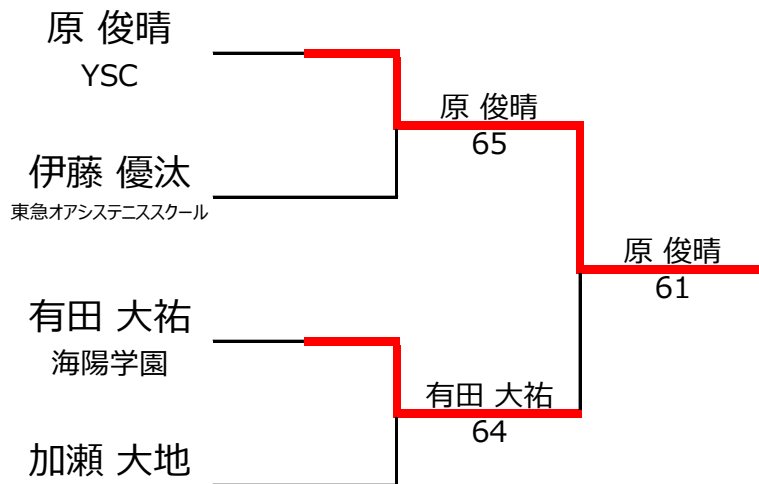 原 俊晴
YSC
原 俊晴
65
伊藤 優汰
東急オアシステニススクール
原 俊晴
61
有田 大祐
海陽学園
有田 大祐
64
加瀬 大地